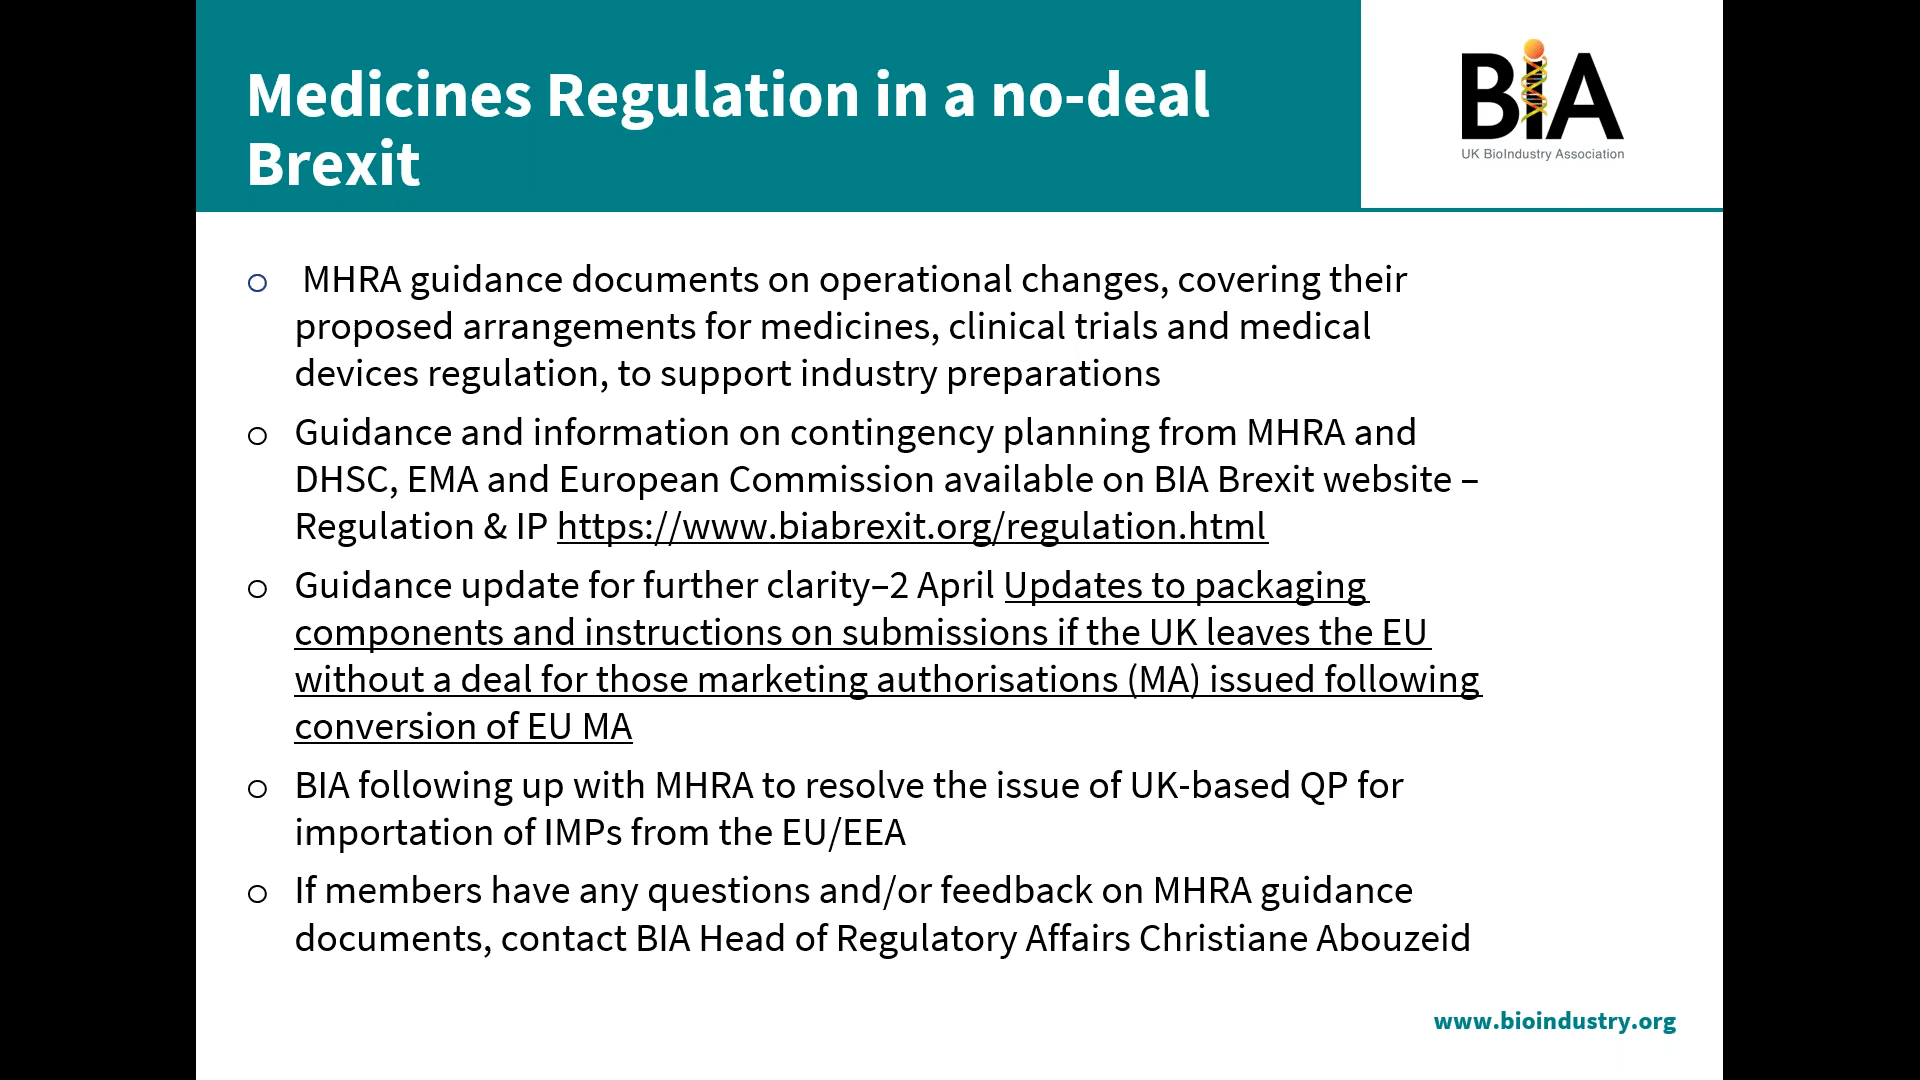 Medicines Regulation in a no-deal
Brexit
BiA
UK BioIndustry Association
○ MHRA guidance documents on operational changes, covering their
proposed arrangements for medicines, clinical trials and medical
devices regulation, to support industry preparations
○ Guidance and information on contingency planning from MHRA and
DHSC, EMA and European Commission available on BIA Brexit website –
Regulation & IP https://www.biabrexit.org/regulation.html
○ Guidance update for further clarity–2 April Updates to packaging
components and instructions on submissions if the UK leaves the EU
without a deal for those marketing authorisations (MA) issued following
conversion of EU MA
○ BIA following up with MHRA to resolve the issue of UK-based QP for
importation of IMPs from the EU/EEA
○ If members have any questions and/or feedback on MHRA guidance
documents, contact BIA Head of Regulatory Affairs Christiane Abouzeid
www.bioindustry.org